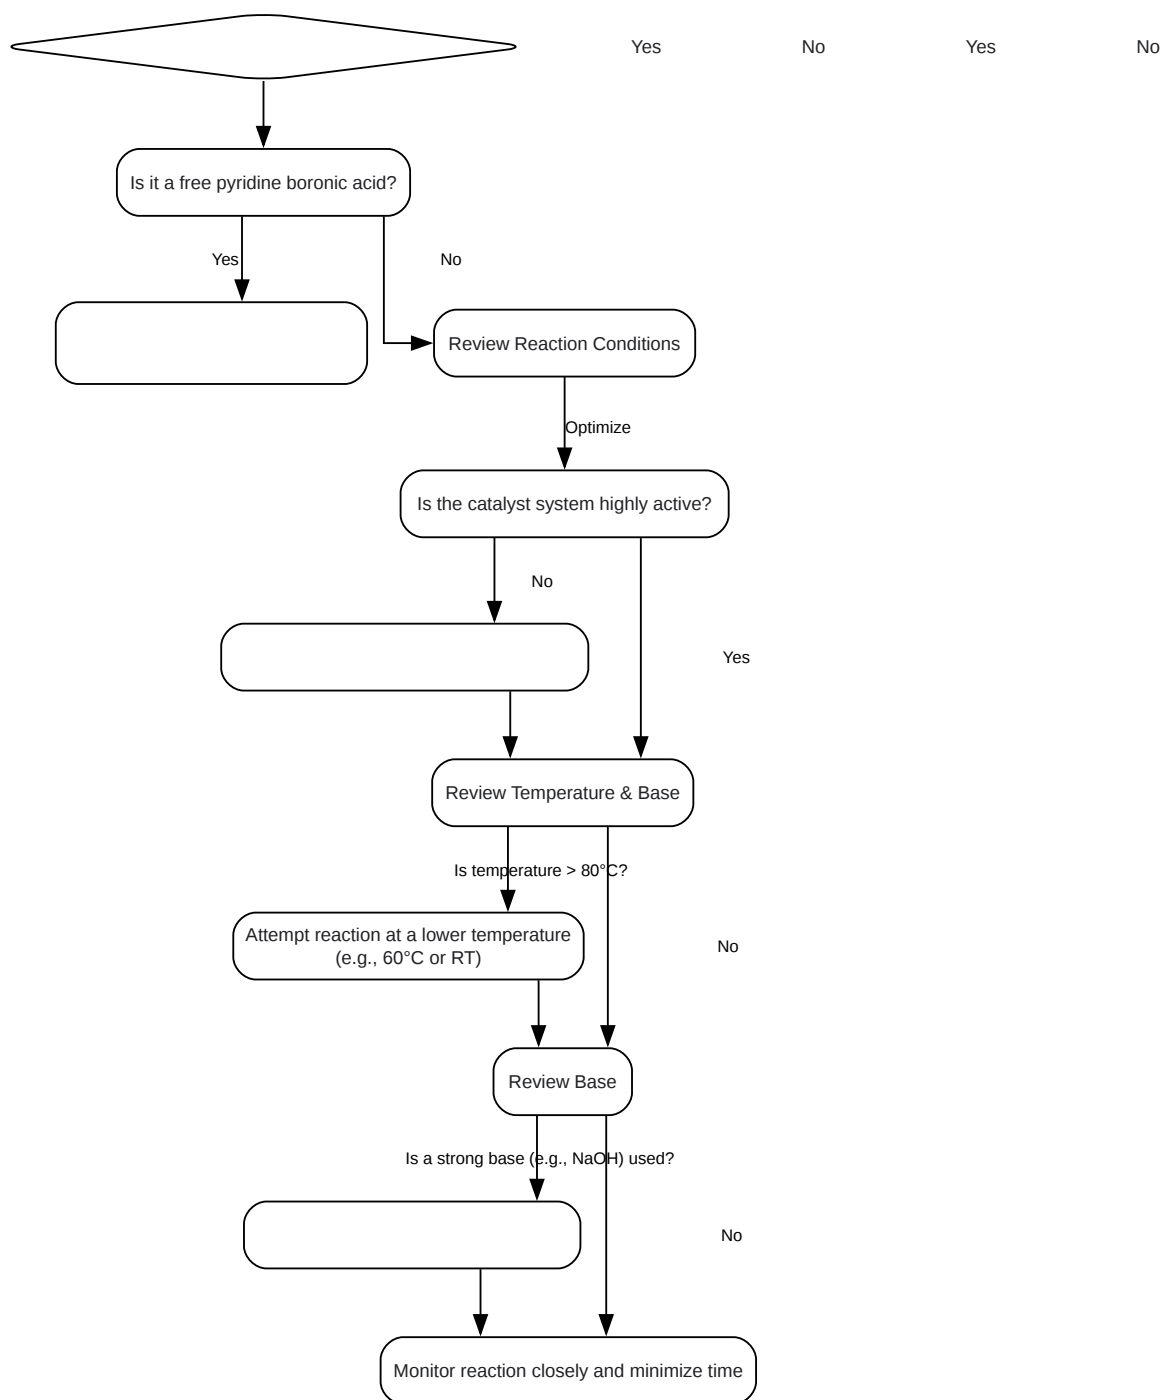 Yes
No
Yes
No
Is it a free pyridine boronic acid?
Yes
No
Review Reaction Conditions
Optimize
Is the catalyst system highly active?
No
Yes
Review Temperature & Base
Is temperature > 80°C?
Attempt reaction at a lower temperature
(e.g., 60°C or RT)
No
Review Base
Is a strong base (e.g., NaOH) used?
No
Monitor reaction closely and minimize time